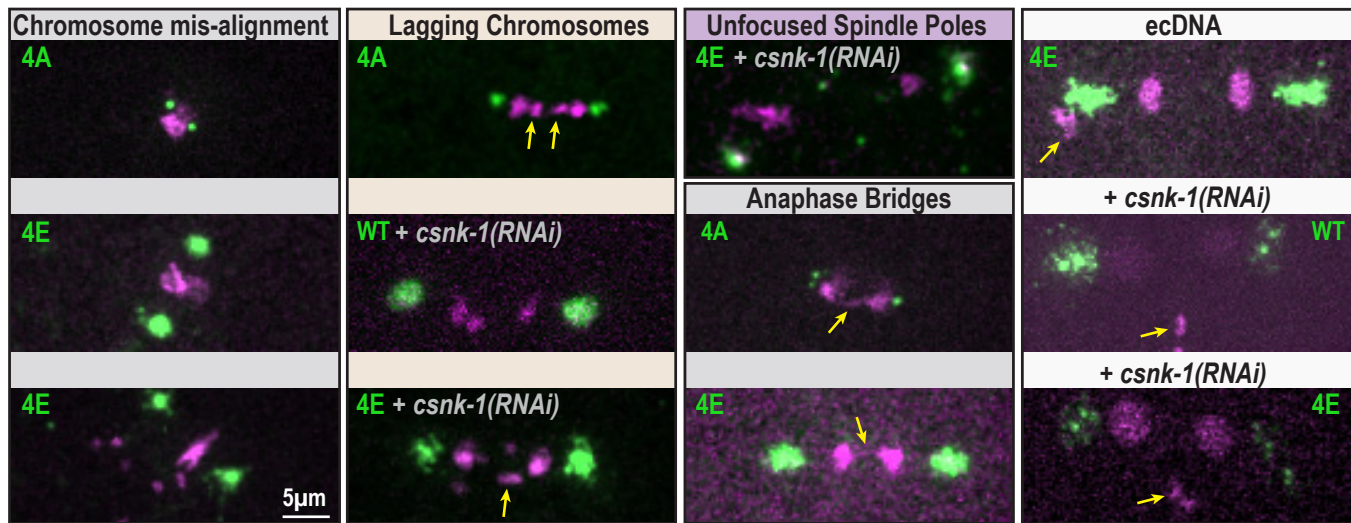 Chromosome mis-alignment
4A
4E
4E
5µm
Lagging Chromosomes
4A
WT + csnk-1(RNAi)
4E + csnk-1(RNAi)
Unfocused Spindle Poles
4E + csnk-1(RNAi)
Anaphase Bridges
4A
4E
ecDNA
4E
+ csnk-1(RNAi)
WT
+ csnk-1(RNAi)
4E